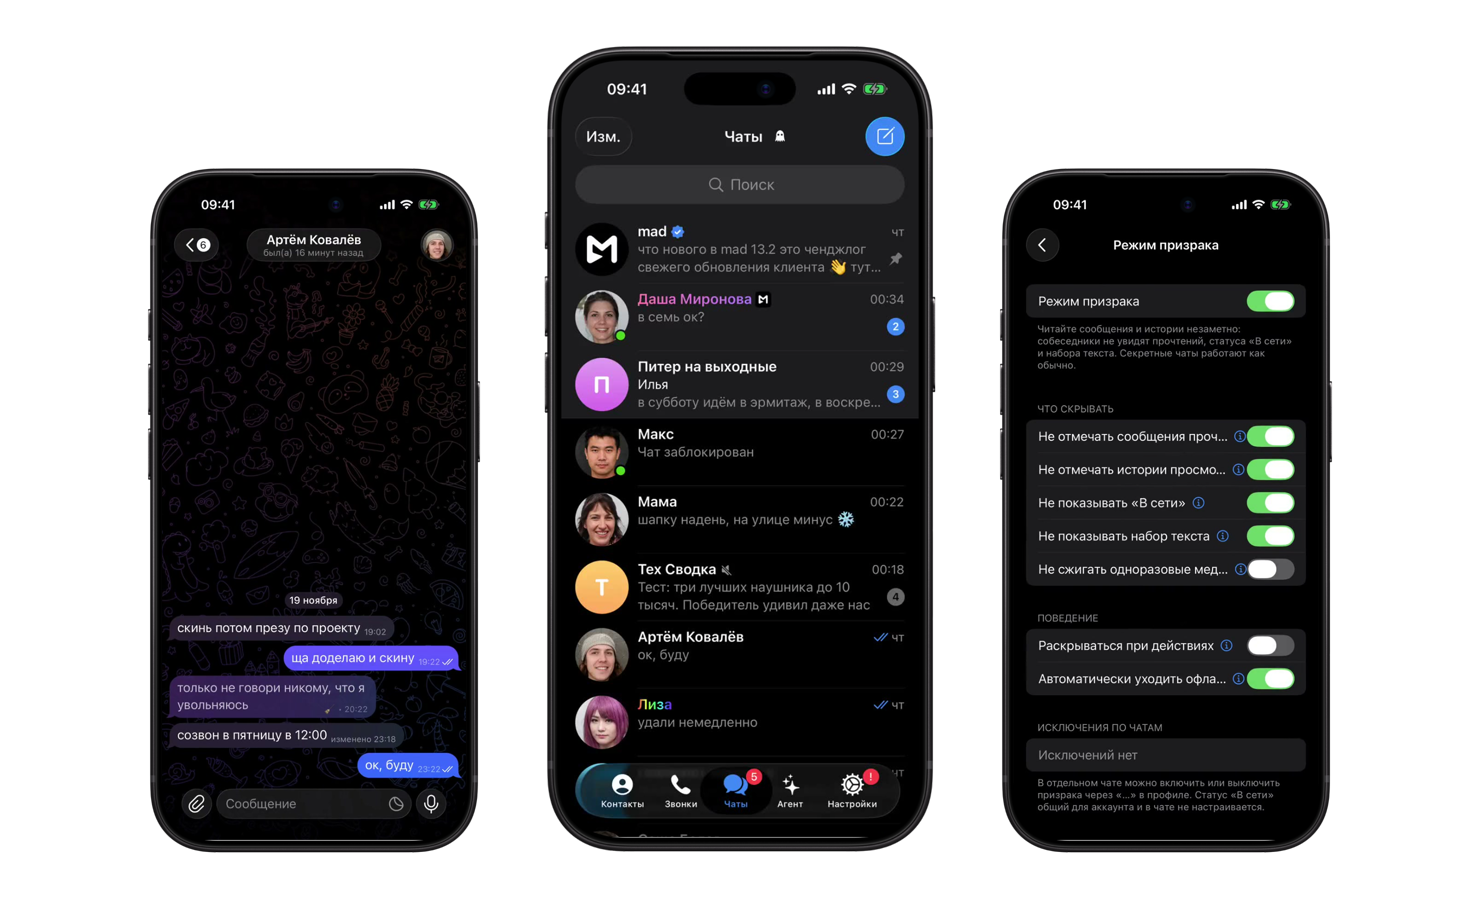 09:41
6
Артём Ковалёв
был(а) 16 минут назад
19 ноября
скинь потом презу по проекту 19:02
ща доделаю и скину 19:22
только не говори никому, что я
увольняюсь
20:22
созвон в пятницу в 12:00 изменено 23:18
ок, буду 23:22
Сообщение
09:41
Изм.
Чаты
Поиск
mad
чт
что нового в mad 13.2 это ченджлог
свежего обновления клиента 👋 тут...
Даша Миронова
00:34
в семь ок?
2
П
Питер на выходные
00:29
Илья
в субботу идём в эрмитаж, в воскре...
3
Макс
00:27
Чат заблокирован
Мама
00:22
шапку надень, на улице минус ❄️
Т
Тех Сводка
00:18
Тест: три лучших наушника до 10
тысяч. Победитель удивил даже нас
4
Артём Ковалёв
чт
ок, буду
Лиза
чт
удали немедленно
чт
5
!
Контакты
Звонки
Чаты
Агент
Настройки
09:41
Режим призрака
Режим призрака
Читайте сообщения и истории незаметно:
собеседники не увидят прочтений, статуса «В сети»
и набора текста. Секретные чаты работают как
обычно.
ЧТО СКРЫВАТЬ
Не отмечать сообщения проч...
Не отмечать истории просмо...
Не показывать «В сети»
Не показывать набор текста
Не сжигать одноразовые мед...
ПОВЕДЕНИЕ
Раскрываться при действиях
Автоматически уходить офла...
ИСКЛЮЧЕНИЯ ПО ЧАТАМ
Исключений нет
В отдельном чате можно включить или выключить
призрака через «...» в профиле. Статус «В сети»
общий для аккаунта и в чате не настраивается.